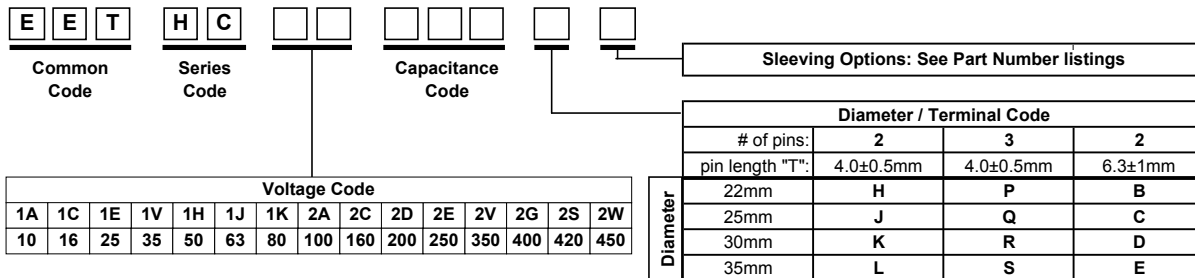 E E T H C
Common Code
Series Code
Capacitance Code
Sleeving Options: See Part Number listings
Diameter / Terminal Code
# of pins: 2 3 2
pin length "T": 4.0±0.5mm 4.0±0.5mm 6.3±1mm
Diameter
22mm H P B
25mm J Q C
30mm K R D
35mm L S E
Voltage Code
1A 1C 1E 1V 1H 1J 1K 2A 2C 2D 2E 2V 2G 2S 2W
10 16 25 35 50 63 80 100 160 200 250 350 400 420 450